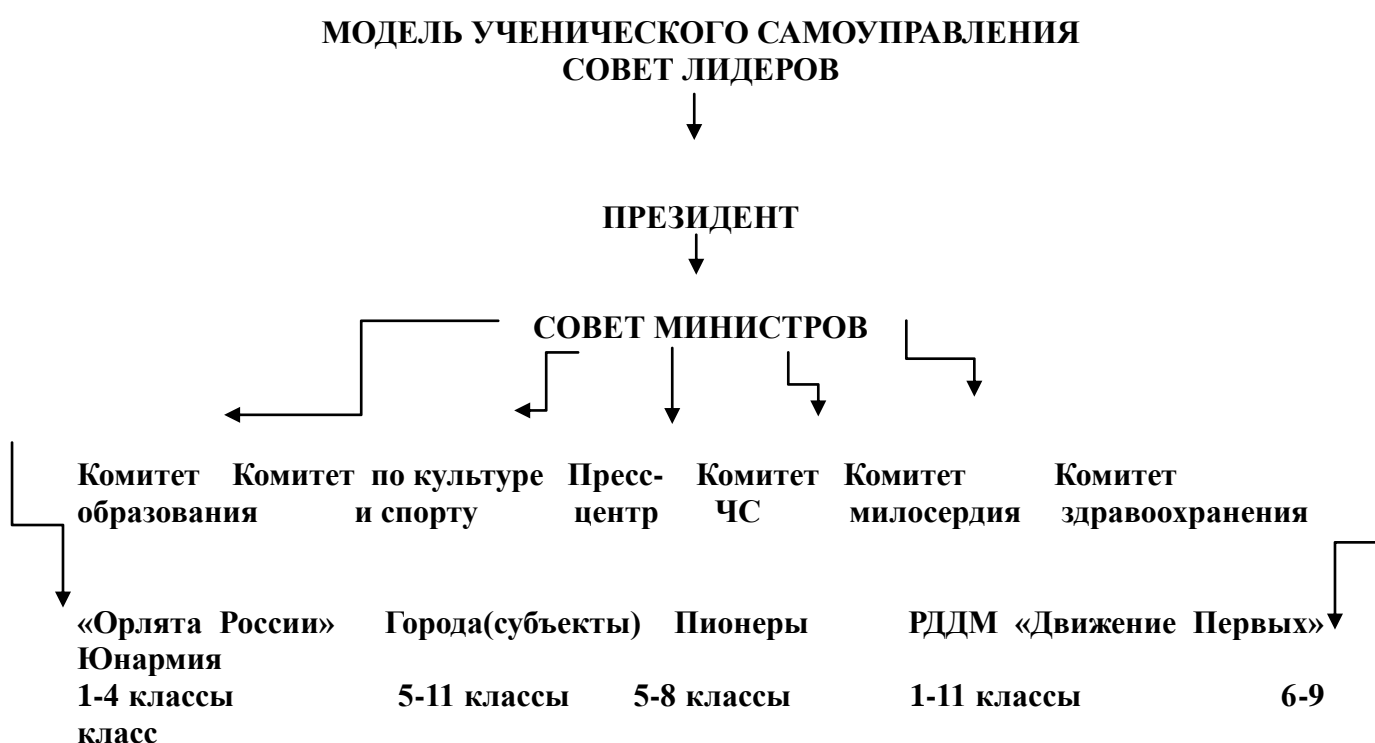 МОДЕЛЬ УЧЕНИЧЕСКОГО САМОУПРАВЛЕНИЯ
СОВЕТ ЛИДЕРОВ
ПРЕЗИДЕНТ
СОВЕТ МИНИСТРОВ
Комитет Комитет по культуре Пресс- Комитет Комитет Комитет
образования и спорту центр ЧС милосердия здравоохранения
«Орлята России» Города(субъекты) Пионеры РДДМ «Движение Первых»
Юнармия
1-4 классы 5-11 классы 5-8 классы 1-11 классы 6-9
класс